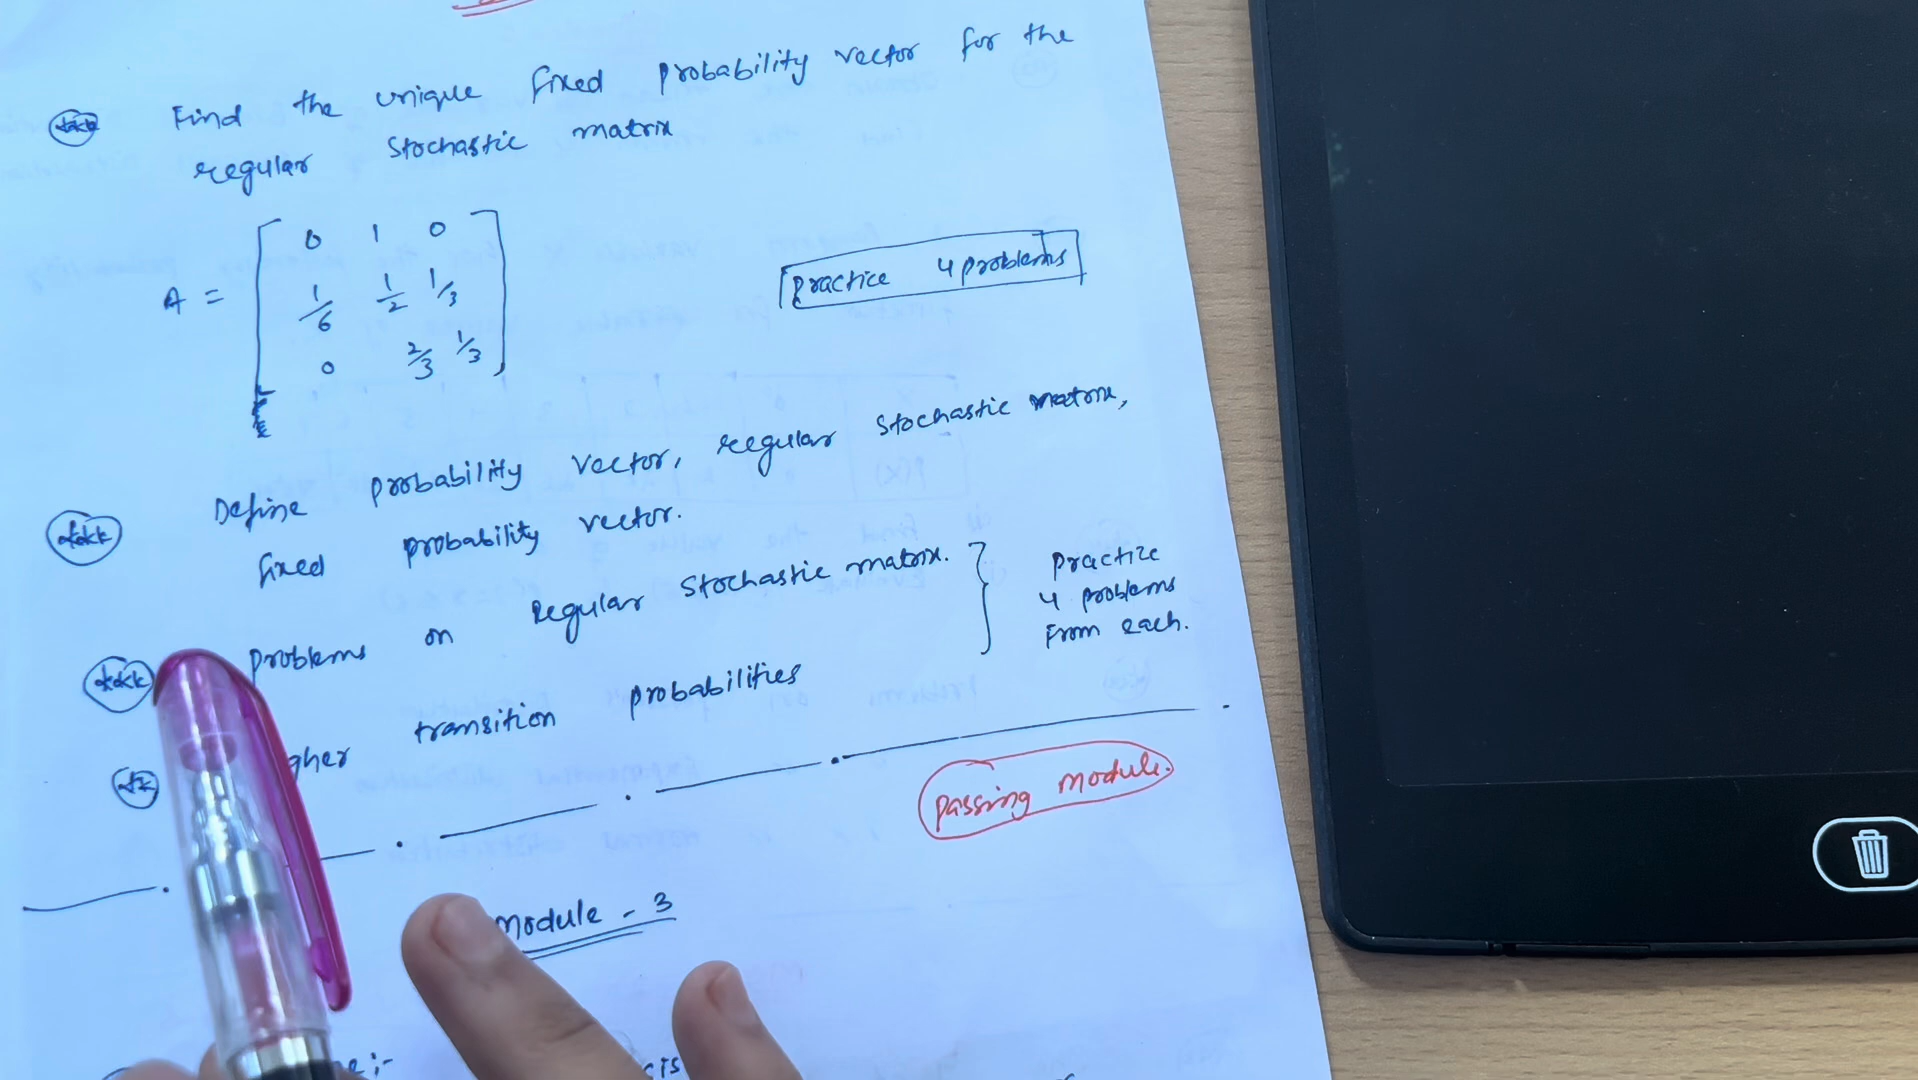 Find the unique fixed probability vector for the
regular stochastic matrix
A = [ 0 1 0
1/6 1/2 1/3
0 2/3 1/3 ]
practice 4 problems
Define probability vector, regular stochastic matrix,
fixed probability vector.
problems on Regular stochastic matrix. } practice
4 problems
from each.
gher transition probabilities
passing module.
Module - 3